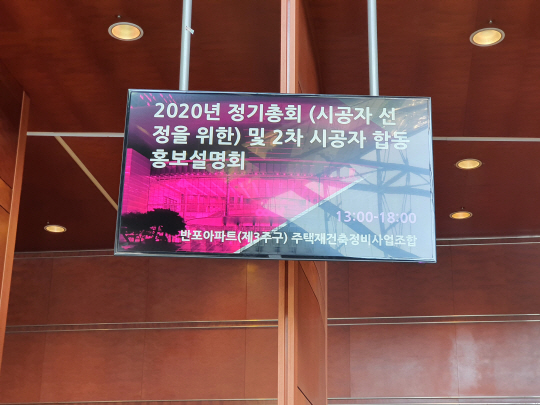 2020년 정기총회 (시공자 선
정을 위한) 및 2차 시공자 합동
홍보설명회
13:00-18:00
반포아파트(제3주구) 주택재건축정비사업조합